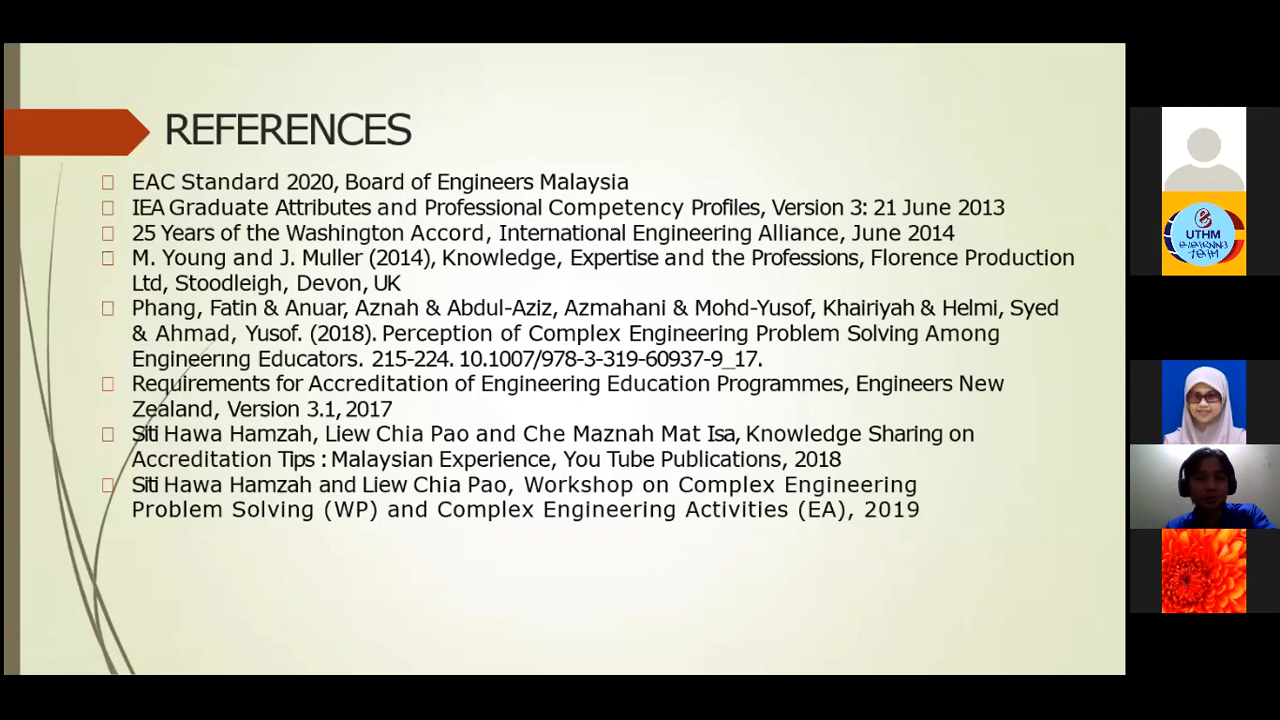 REFERENCES
EAC Standard 2020, Board of Engineers Malaysia
IEA Graduate Attributes and Professional Competency Profiles, Version 3: 21 June 2013
25 Years of the Washington Accord, International Engineering Alliance, June 2014
M. Young and J. Muller (2014), Knowledge, Expertise and the Professions, Florence Production
Ltd, Stoodleigh, Devon, UK
Phang, Fatin & Anuar, Aznah & Abdul-Aziz, Azmahani & Mohd-Yusof, Khairiyah & Helmi, Syed
& Ahmad, Yusof. (2018). Perception of Complex Engineering Problem Solving Among
Engineering Educators. 215-224. 10.1007/978-3-319-60937-9_17.
Requirements for Accreditation of Engineering Education Programmes, Engineers New
Zealand, Version 3.1, 2017
Siti Hawa Hamzah, Liew Chia Pao and Che Maznah Mat Isa, Knowledge Sharing on
Accreditation Tips : Malaysian Experience, You Tube Publications, 2018
Siti Hawa Hamzah and Liew Chia Pao, Workshop on Complex Engineering
Problem Solving (WP) and Complex Engineering Activities (EA), 2019
e
UTHM
e-learning
TEAM